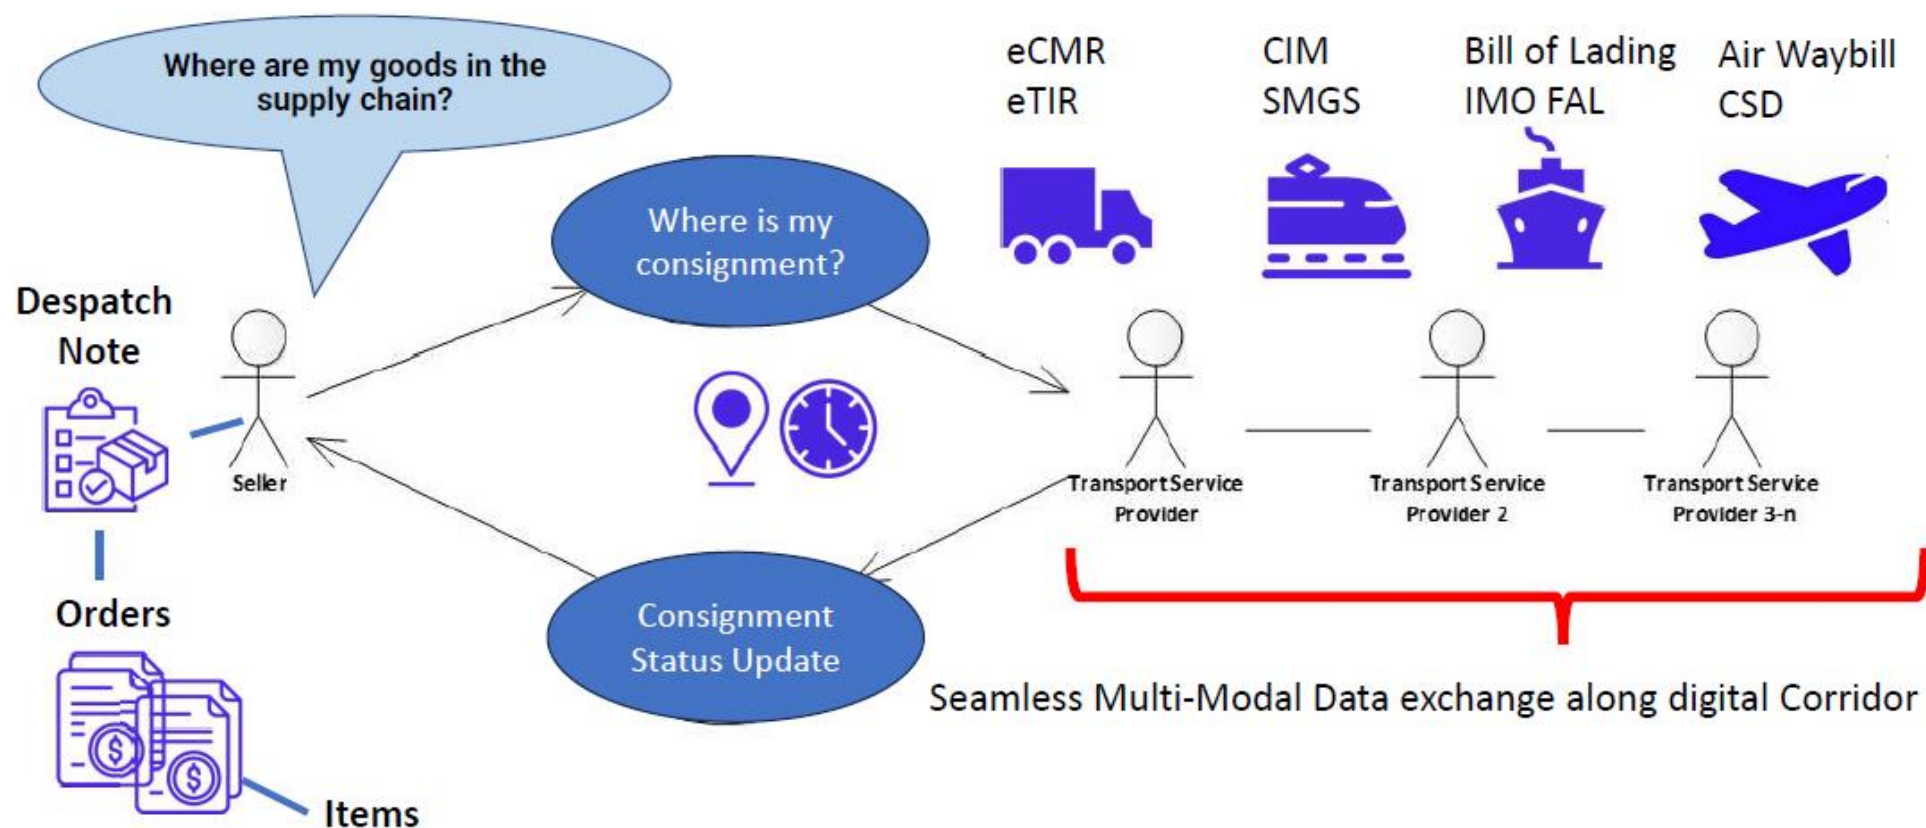 Where are my goods in the
supply chain?
eCMR
eTIR
CIM
SMGS
Bill of Lading
IMO FAL
Air Waybill
CSD
Where is my
consignment?
Despatch
Note
Seller
Transport Service
Provider
Transport Service
Provider 2
Transport Service
Provider 3-n
Orders
Consignment
Status Update
Seamless Multi-Modal Data exchange along digital Corridor
$
$
Items